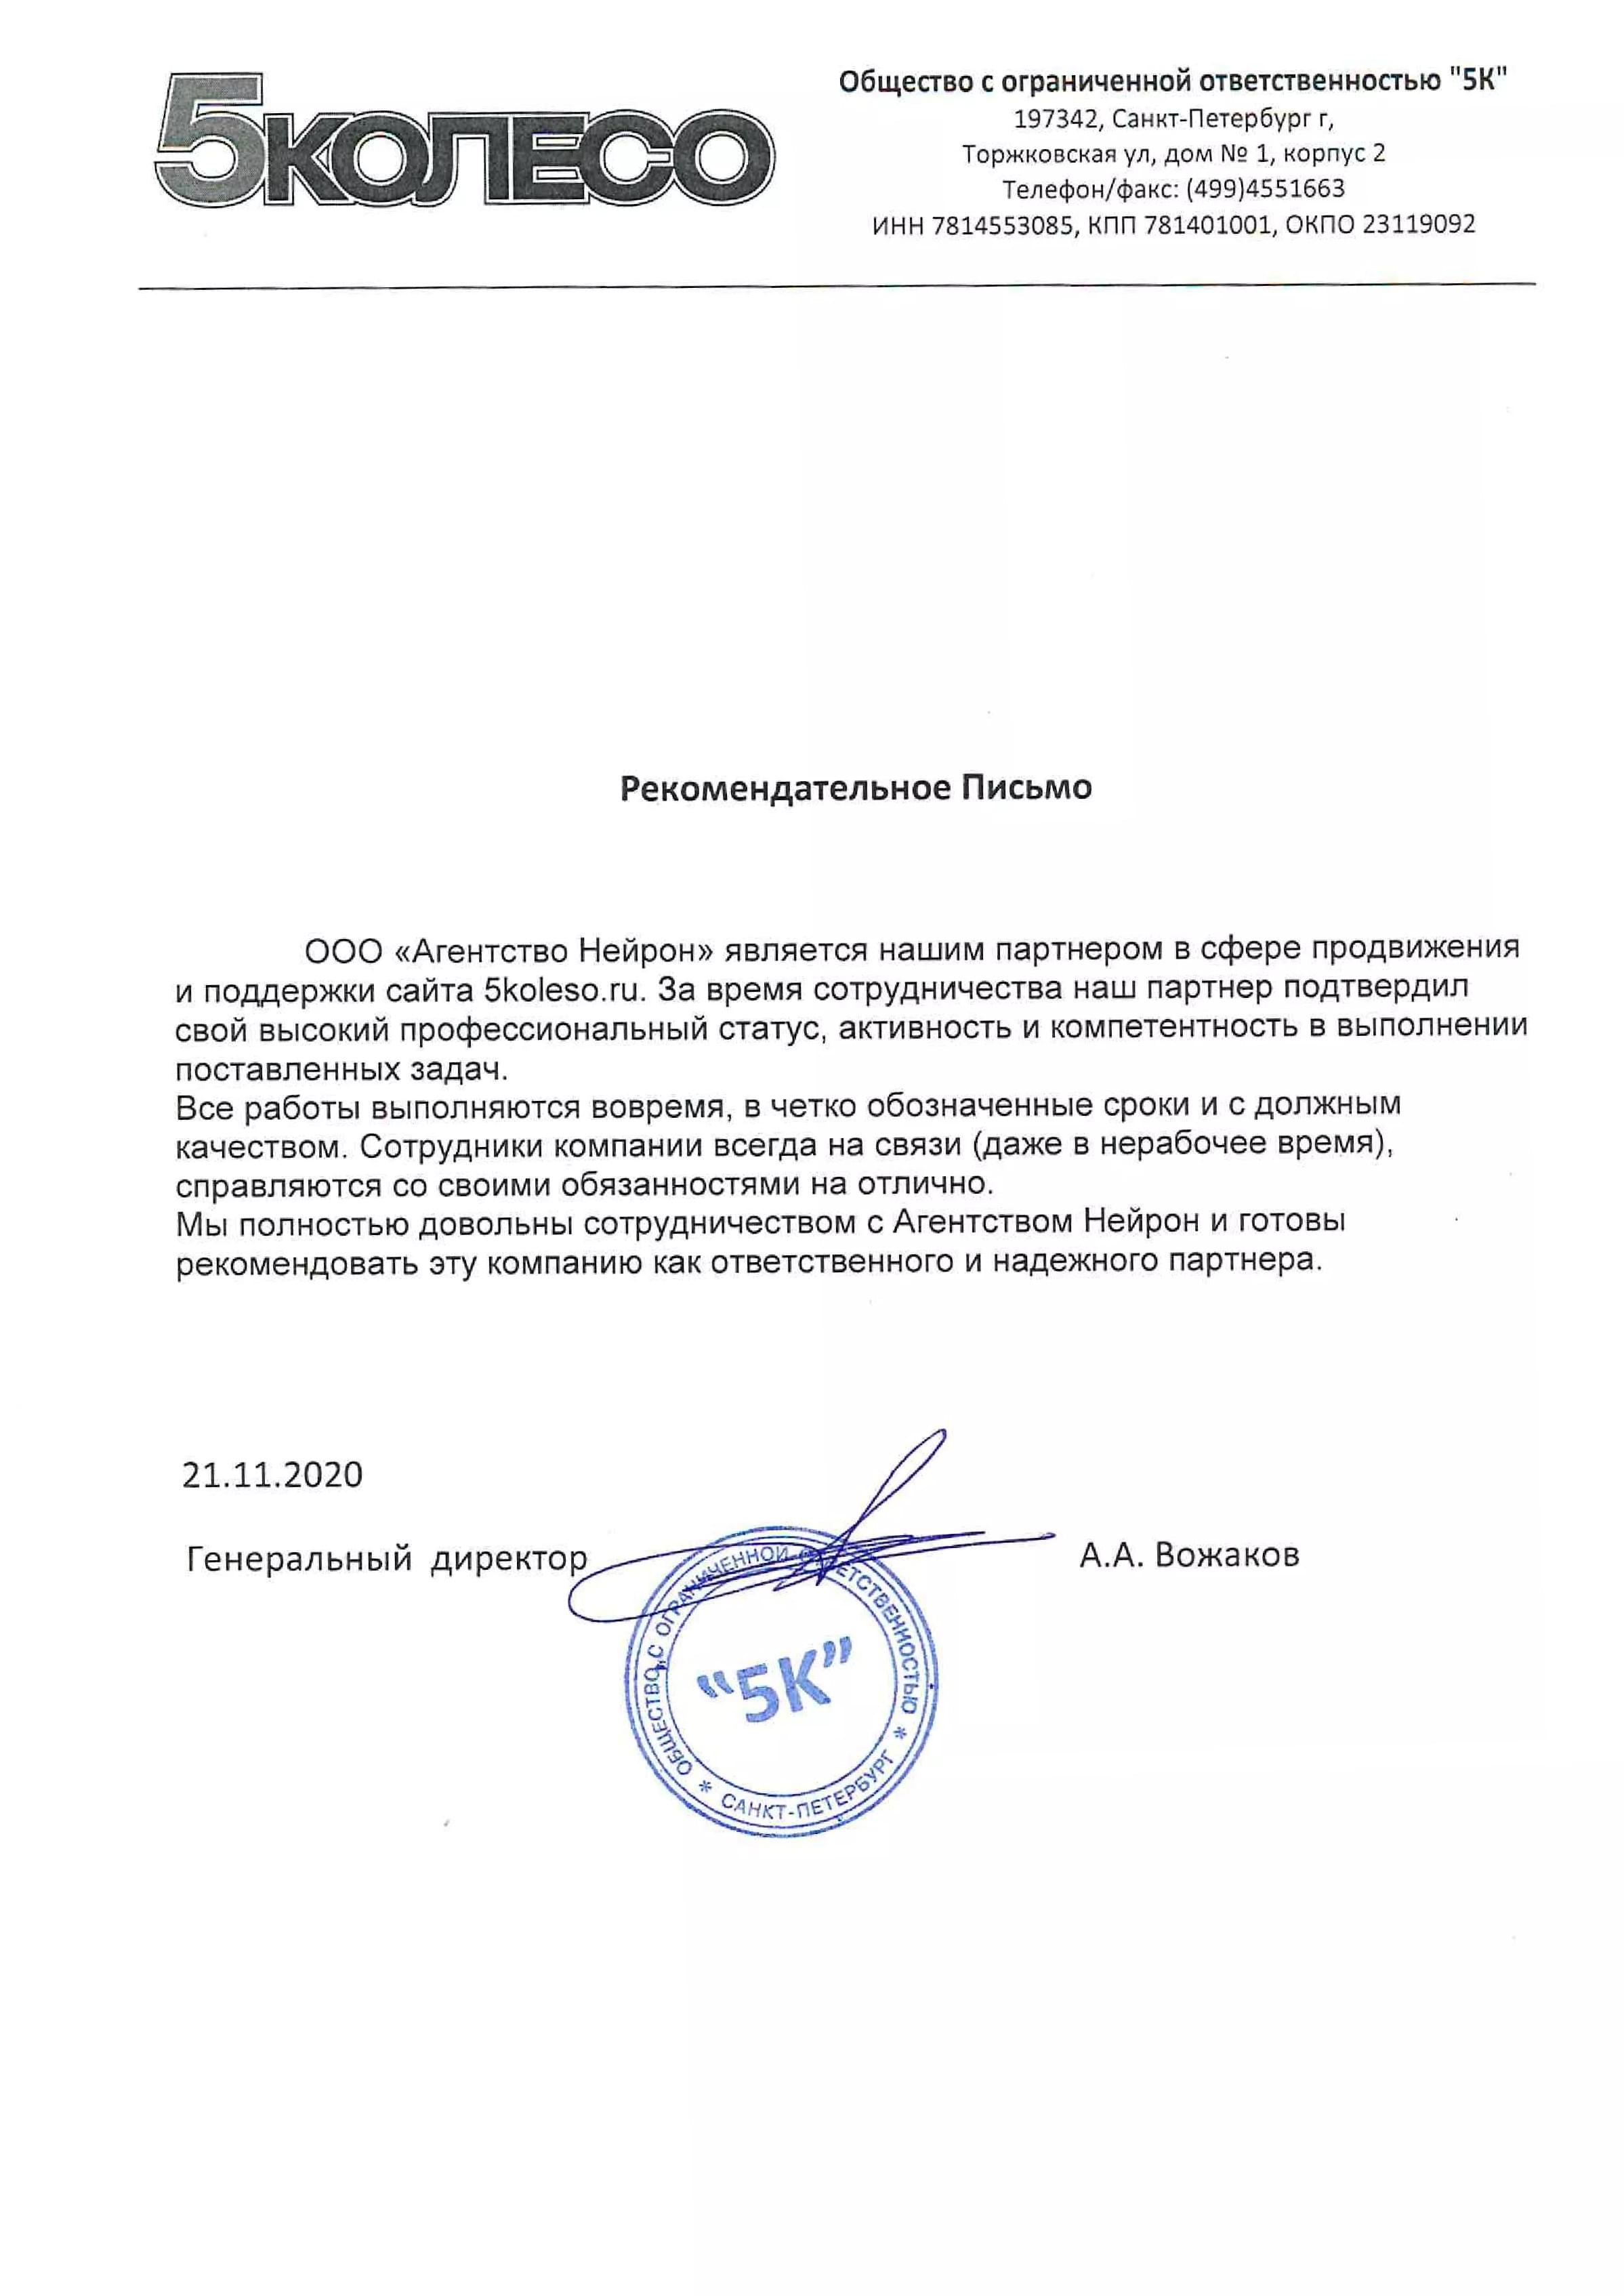 5КОЛЕСО
Общество с ограниченной ответственностью "5К"
197342, Санкт-Петербург г,
Торжковская ул, дом № 1, корпус 2
Телефон/факс: (499)4551663
ИНН 7814553085, КПП 781401001, ОКПО 23119092
Рекомендательное Письмо
ООО «Агентство Нейрон» является нашим партнером в сфере продвижения
и поддержки сайта 5koleso.ru. За время сотрудничества наш партнер подтвердил
свой высокий профессиональный статус, активность и компетентность в выполнении
поставленных задач.
Все работы выполняются вовремя, в четко обозначенные сроки и с должным
качеством. Сотрудники компании всегда на связи (даже в нерабочее время),
справляются со своими обязанностями на отлично.
Мы полностью довольны сотрудничеством с Агентством Нейрон и готовы
рекомендовать эту компанию как ответственного и надежного партнера.
21.11.2020
Генеральный директор
А.А. Вожаков
ОБЩЕСТВО С ОГРАНИЧЕННОЙ ОТВЕТСТВЕННОСТЬЮ
"5К"
* САНКТ-ПЕТЕРБУРГ *